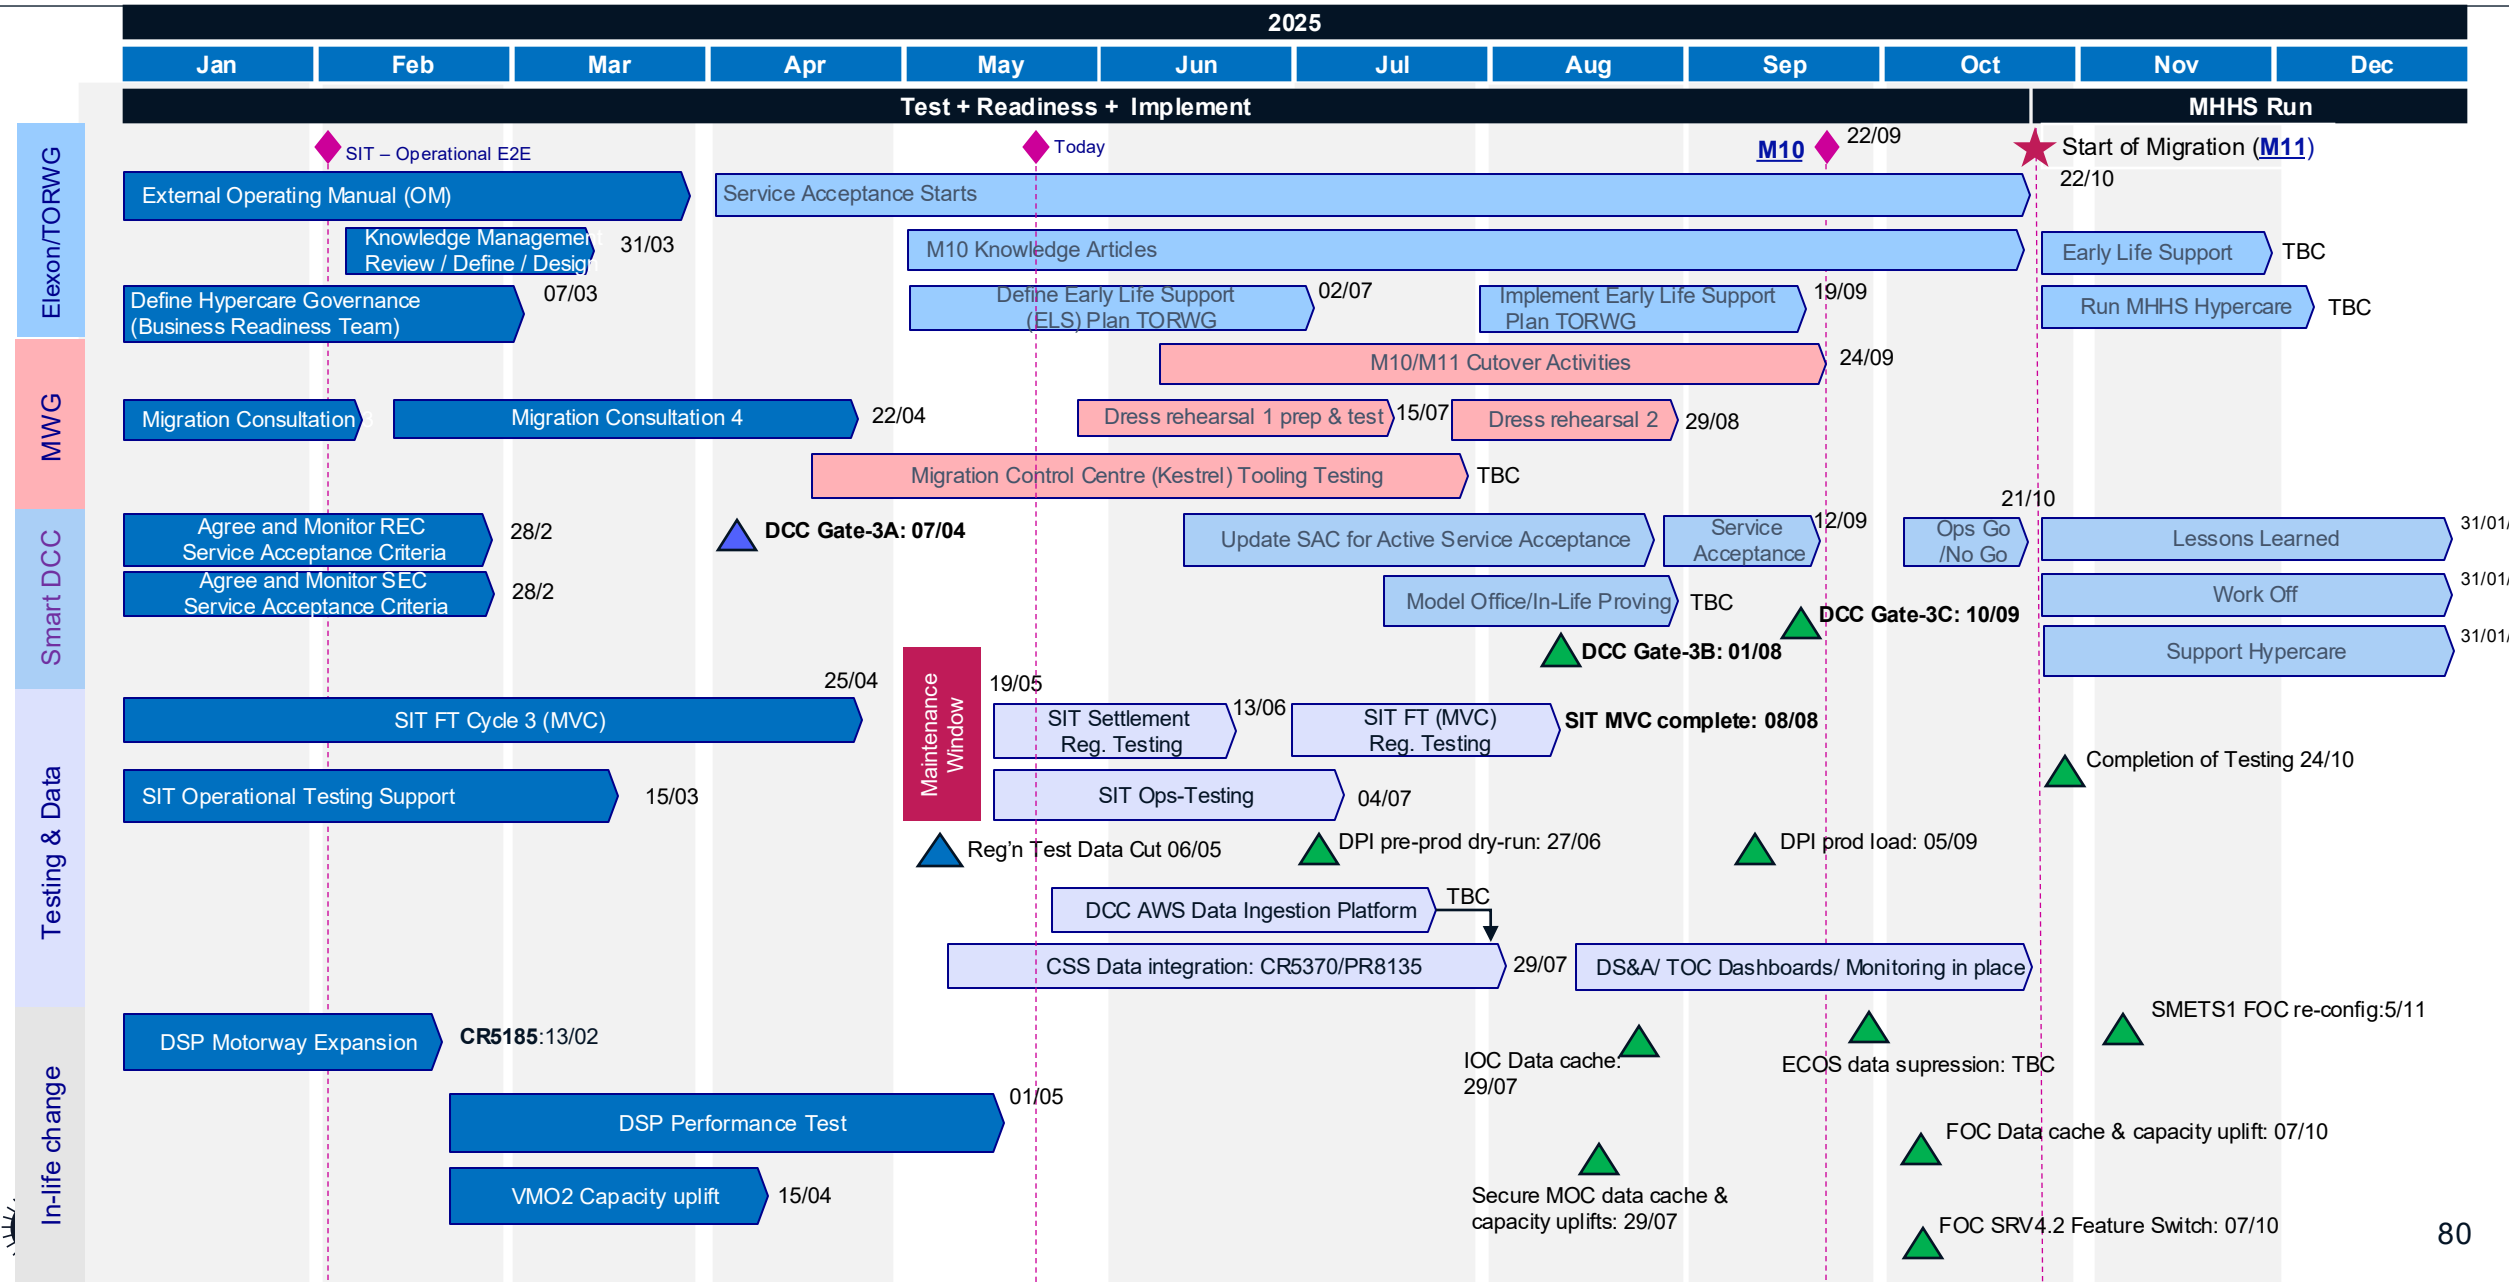 2025
Jan Feb Mar Apr May Jun Jul Aug Sep Oct Nov Dec
Test + Readiness + Implement
MHHS Run
Elexon/TORWG
SIT – Operational E2E
Today
M10
22/09
Start of Migration (M11)
22/10
External Operating Manual (OM)
Service Acceptance Starts
Knowledge Management
Review / Define / Design
31/03
M10 Knowledge Articles
Early Life Support
TBC
Define Hypercare Governance
(Business Readiness Team)
07/03
Define Early Life Support
(ELS) Plan TORWG
02/07
Implement Early Life Support
Plan TORWG
19/09
Run MHHS Hypercare
TBC
MWG
M10/M11 Cutover Activities
24/09
Migration Consultation 3
Migration Consultation 4
22/04
Dress rehearsal 1 prep & test
15/07
Dress rehearsal 2
29/08
Migration Control Centre (Kestrel) Tooling Testing
TBC
Smart DCC
Agree and Monitor REC
Service Acceptance Criteria
28/2
DCC Gate-3A: 07/04
Update SAC for Active Service Acceptance
Service
Acceptance
12/09
Ops Go
/No Go
21/10
Lessons Learned
31/01/
Agree and Monitor SEC
Service Acceptance Criteria
28/2
Model Office/In-Life Proving
TBC
DCC Gate-3C: 10/09
Work Off
31/01/
DCC Gate-3B: 01/08
Support Hypercare
31/01/
Testing & Data
SIT FT Cycle 3 (MVC)
25/04
Maintenance
Window
19/05
SIT Settlement
Reg. Testing
13/06
SIT FT (MVC)
Reg. Testing
SIT MVC complete: 08/08
Completion of Testing 24/10
SIT Operational Testing Support
15/03
SIT Ops-Testing
04/07
Reg’n Test Data Cut 06/05
DPI pre-prod dry-run: 27/06
DPI prod load: 05/09
DCC AWS Data Ingestion Platform
TBC
CSS Data integration: CR5370/PR8135
29/07
DS&A/ TOC Dashboards/ Monitoring in place
In-life change
DSP Motorway Expansion
CR5185:13/02
IOC Data cache:
29/07
ECOS data supression: TBC
SMETS1 FOC re-config:5/11
DSP Performance Test
01/05
FOC Data cache & capacity uplift: 07/10
VMO2 Capacity uplift
15/04
Secure MOC data cache &
capacity uplifts: 29/07
FOC SRV4.2 Feature Switch: 07/10
80